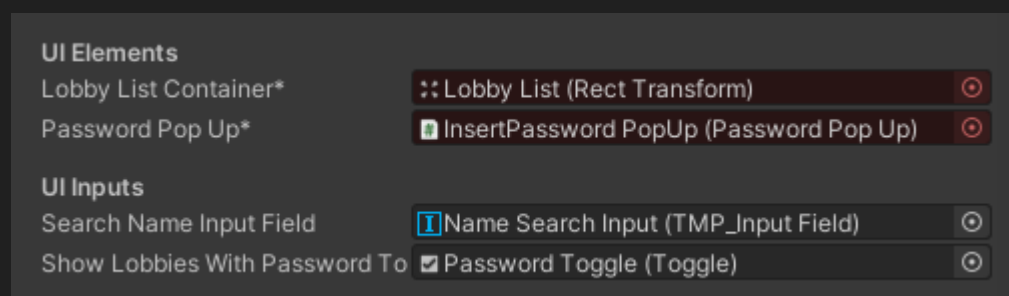 UI Elements
Lobby List Container* Lobby List (Rect Transform)
Password Pop Up* # InsertPassword PopUp (Password Pop Up)
UI Inputs
Search Name Input Field I Name Search Input (TMP_Input Field)
Show Lobbies With Password To Password Toggle (Toggle)